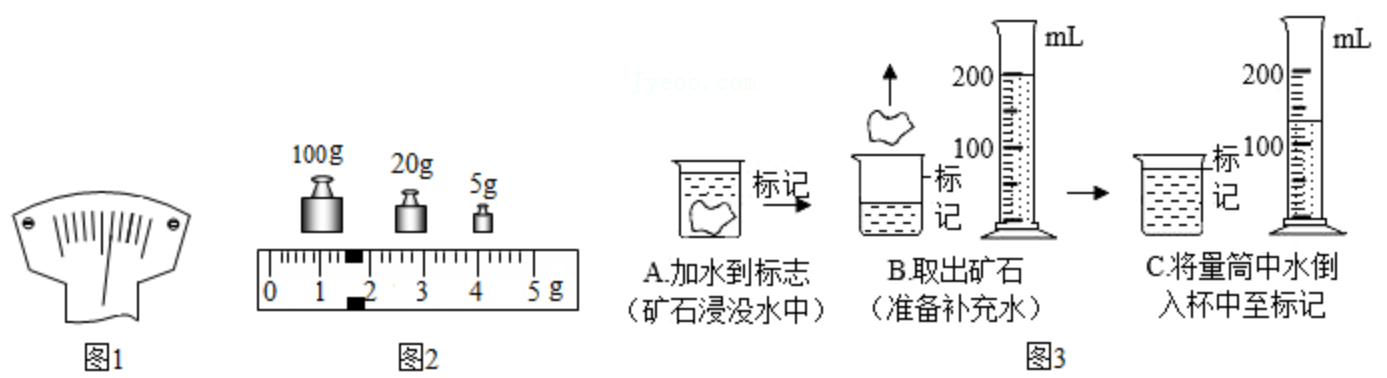 图1
100g
20g
5g
0 1 2 3 4 5 g
图2
标记
A.加水到标志
（矿石浸没水中）
mL
200
100
标
记
B.取出矿石
（准备补充水）
mL
200
100
标
记
C.将量筒中水倒
入杯中至标记
图3